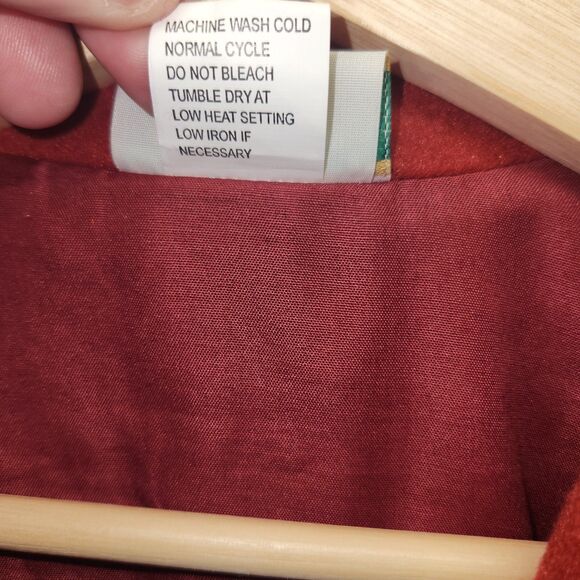 MACHINE WASH COLD
NORMAL CYCLE
DO NOT BLEACH
TUMBLE DRY AT
LOW HEAT SETTING
LOW IRON IF
NECESSARY